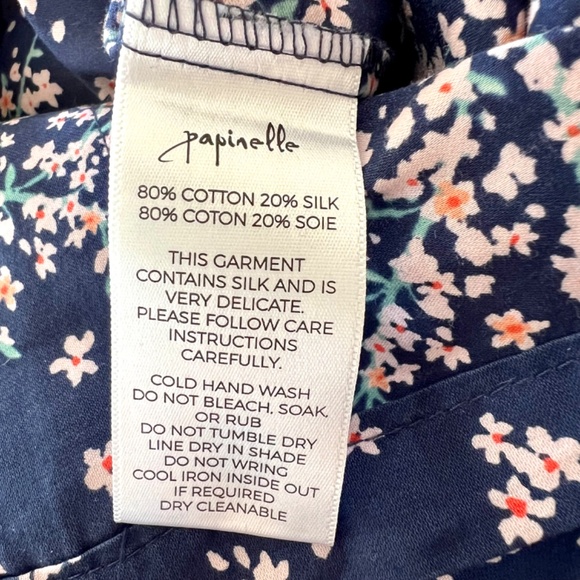 papinelle
80% COTTON 20% SILK
80% COTON 20% SOIE
THIS GARMENT
CONTAINS SILK AND IS
VERY DELICATE.
PLEASE FOLLOW CARE
INSTRUCTIONS
CAREFULLY.
COLD HAND WASH
DO NOT BLEACH, SOAK,
OR RUB
DO NOT TUMBLE DRY
LINE DRY IN SHADE
DO NOT WRING
COOL IRON INSIDE OUT
IF REQUIRED
DRY CLEANABLE